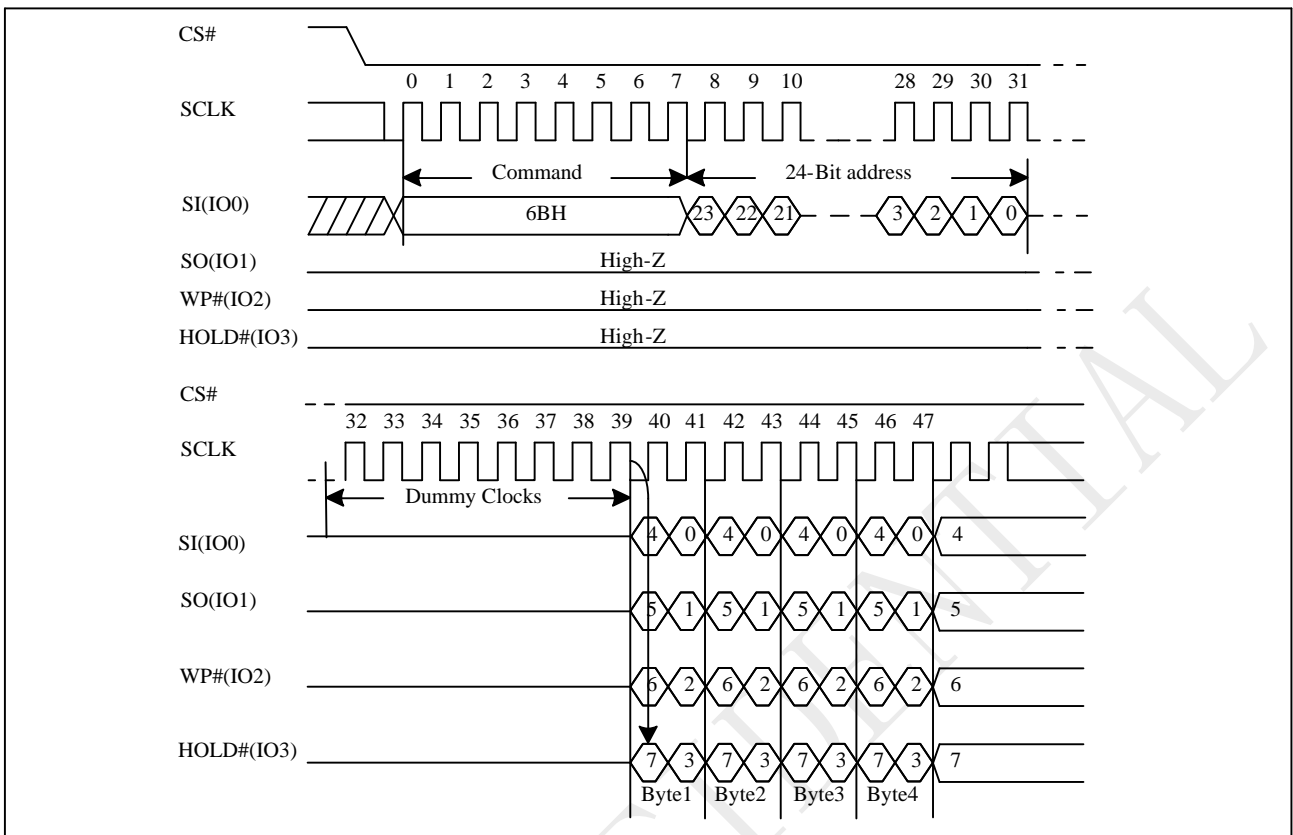 CS#
0 1 2 3 4 5 6 7 8 9 10 28 29 30 31
SCLK
Command 24-Bit address
SI(IO0) 6BH 23 22 21 3 2 1 0
SO(IO1) High-Z
WP#(IO2) High-Z
HOLD#(IO3) High-Z
CS#
32 33 34 35 36 37 38 39 40 41 42 43 44 45 46 47
SCLK
Dummy Clocks
SI(IO0) 4 0 4 0 4 0 4 0 4
SO(IO1) 5 1 5 1 5 1 5 1 5
WP#(IO2) 6 2 6 2 6 2 6 2 6
HOLD#(IO3) 7 3 7 3 7 3 7 3 7
Byte1 Byte2 Byte3 Byte4